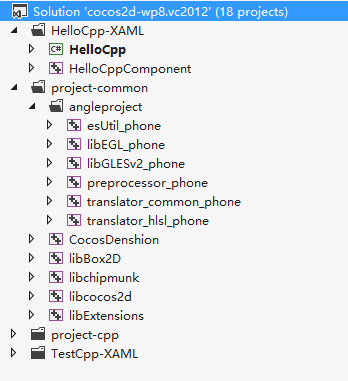 Solution 'cocos2d-wp8.vc2012' (18 projects)
HelloCpp-XAML
C# HelloCpp
HelloCppComponent
project-common
angleproject
esUtil_phone
libEGL_phone
libGLESv2_phone
preprocessor_phone
translator_common_phone
translator_hlsl_phone
CocosDenshion
libBox2D
libchipmunk
libcocos2d
libExtensions
project-cpp
TestCpp-XAML